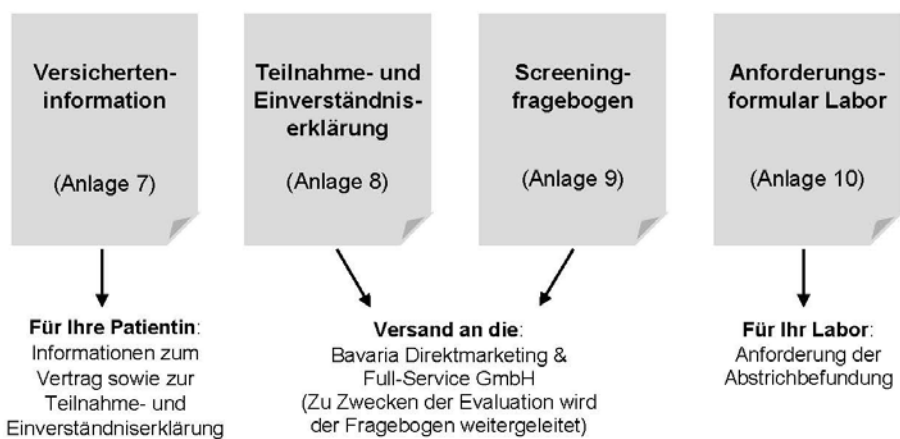 Versicherten-
information
(Anlage 7)
Teilnahme- und
Einverständnis-
erklärung
(Anlage 8)
Screening-
fragebogen
(Anlage 9)
Anforderungs-
formular Labor
(Anlage 10)
Für Ihre Patientin:
Informationen zum
Vertrag sowie zur
Teilnahme- und
Einverständniserklärung
Versand an die:
Bavaria Direktmarketing &
Full-Service GmbH
(Zu Zwecken der Evaluation wird
der Fragebogen weitergeleitet)
Für Ihr Labor:
Anforderung der
Abstrichbefundung